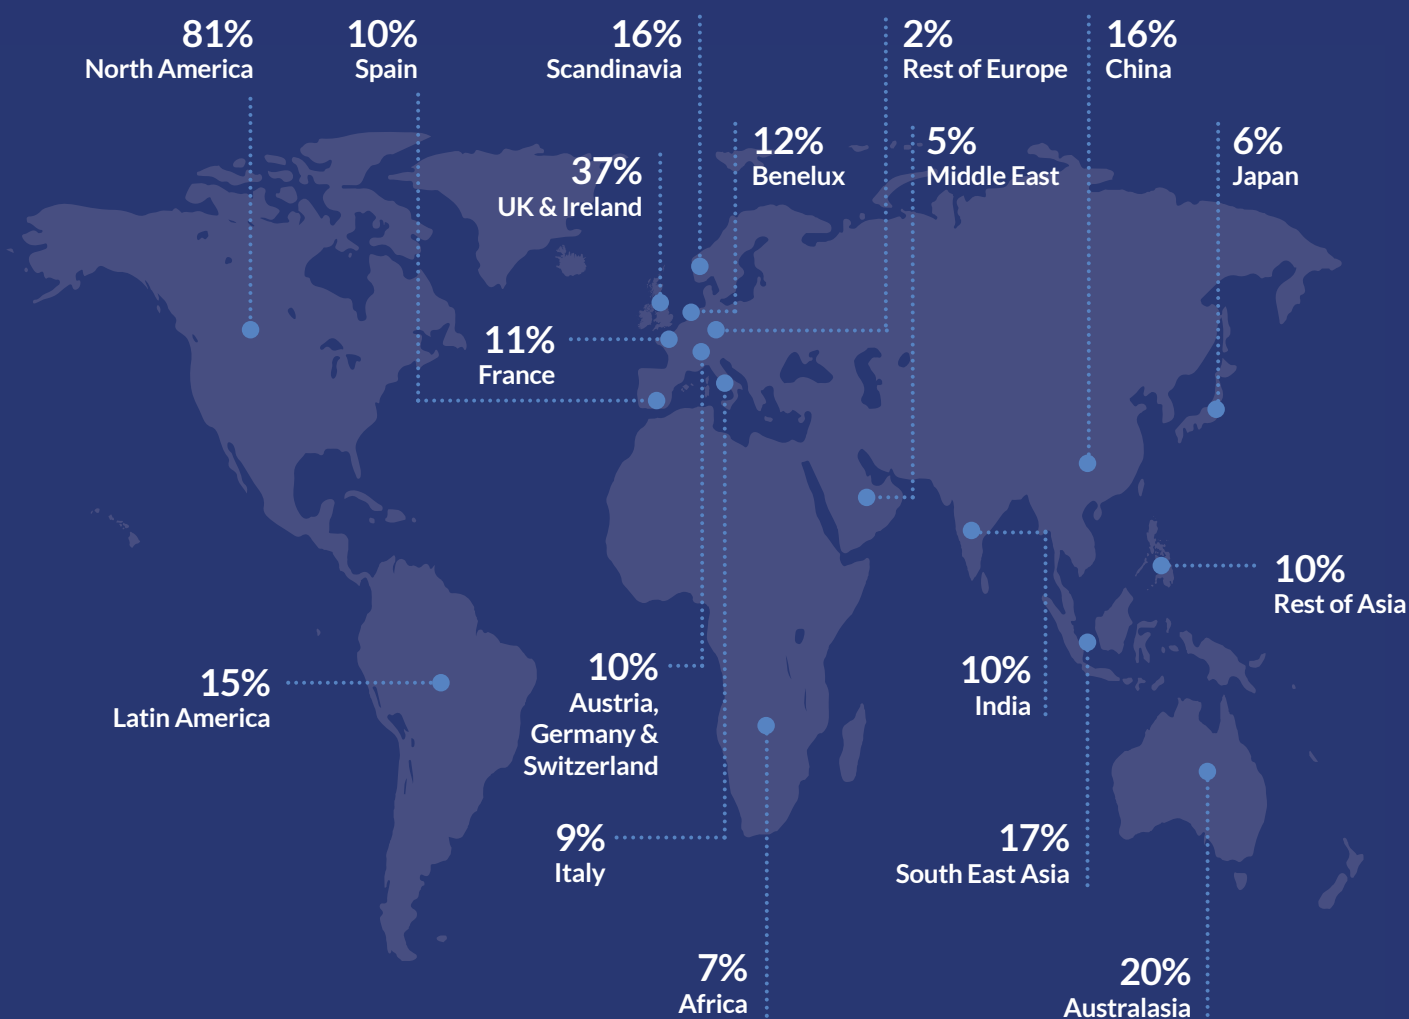 81%
North America
10%
Spain
16%
Scandinavia
2%
Rest of Europe
16%
China
37%
UK & Ireland
12%
Benelux
5%
Middle East
6%
Japan
11%
France
10%
Rest of Asia
15%
Latin America
10%
Austria,
Germany &
Switzerland
10%
India
9%
Italy
17%
South East Asia
7%
Africa
20%
Australasia